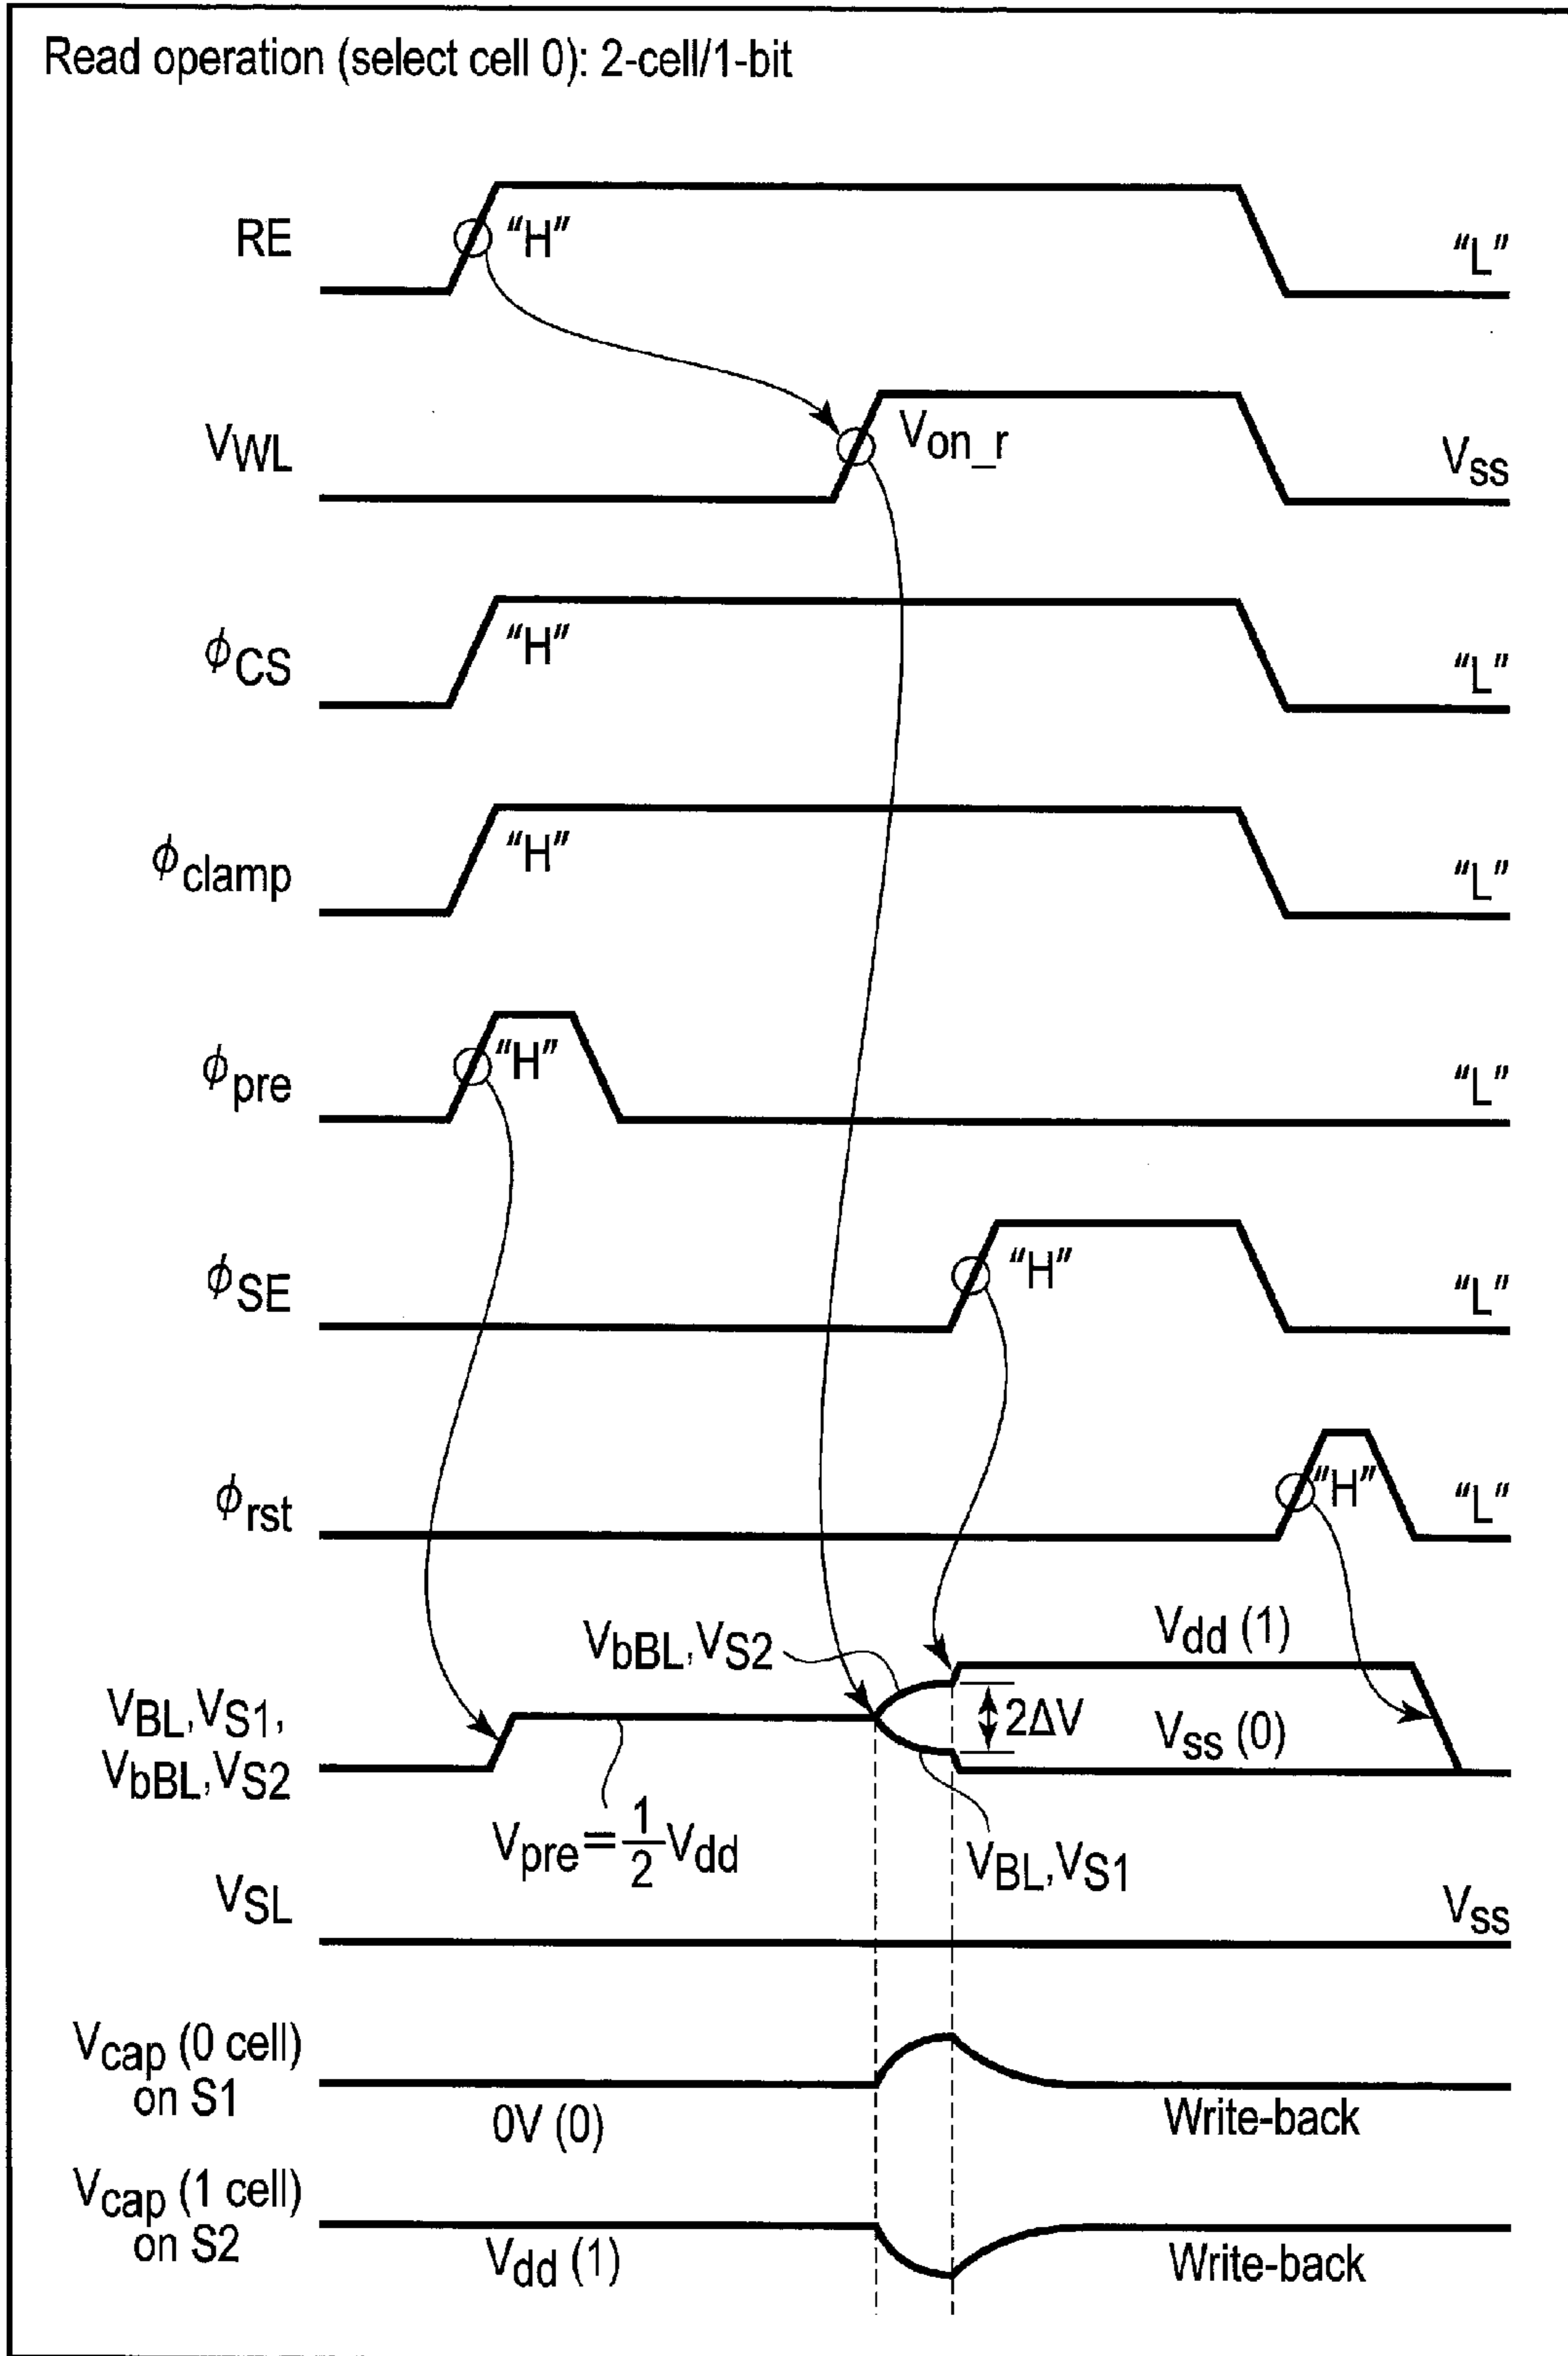 Read operation (select cell 0): 2-cell/1-bit
RE
“H”
“L”
VWL
Von_r
Vss
ϕCS
“H”
“L”
ϕclamp
“H”
“L”
ϕpre
“H”
“L”
ϕSE
“H”
“L”
ϕrst
“H”
“L”
VBL,VS1,
VbBL,VS2
VbBL,VS2
Vdd (1)
2ΔV
Vss (0)
Vpre=1/2Vdd
VBL,VS1
VSL
Vss
Vcap (0 cell)
on S1
0V (0)
Write-back
Vcap (1 cell)
on S2
Vdd (1)
Write-back